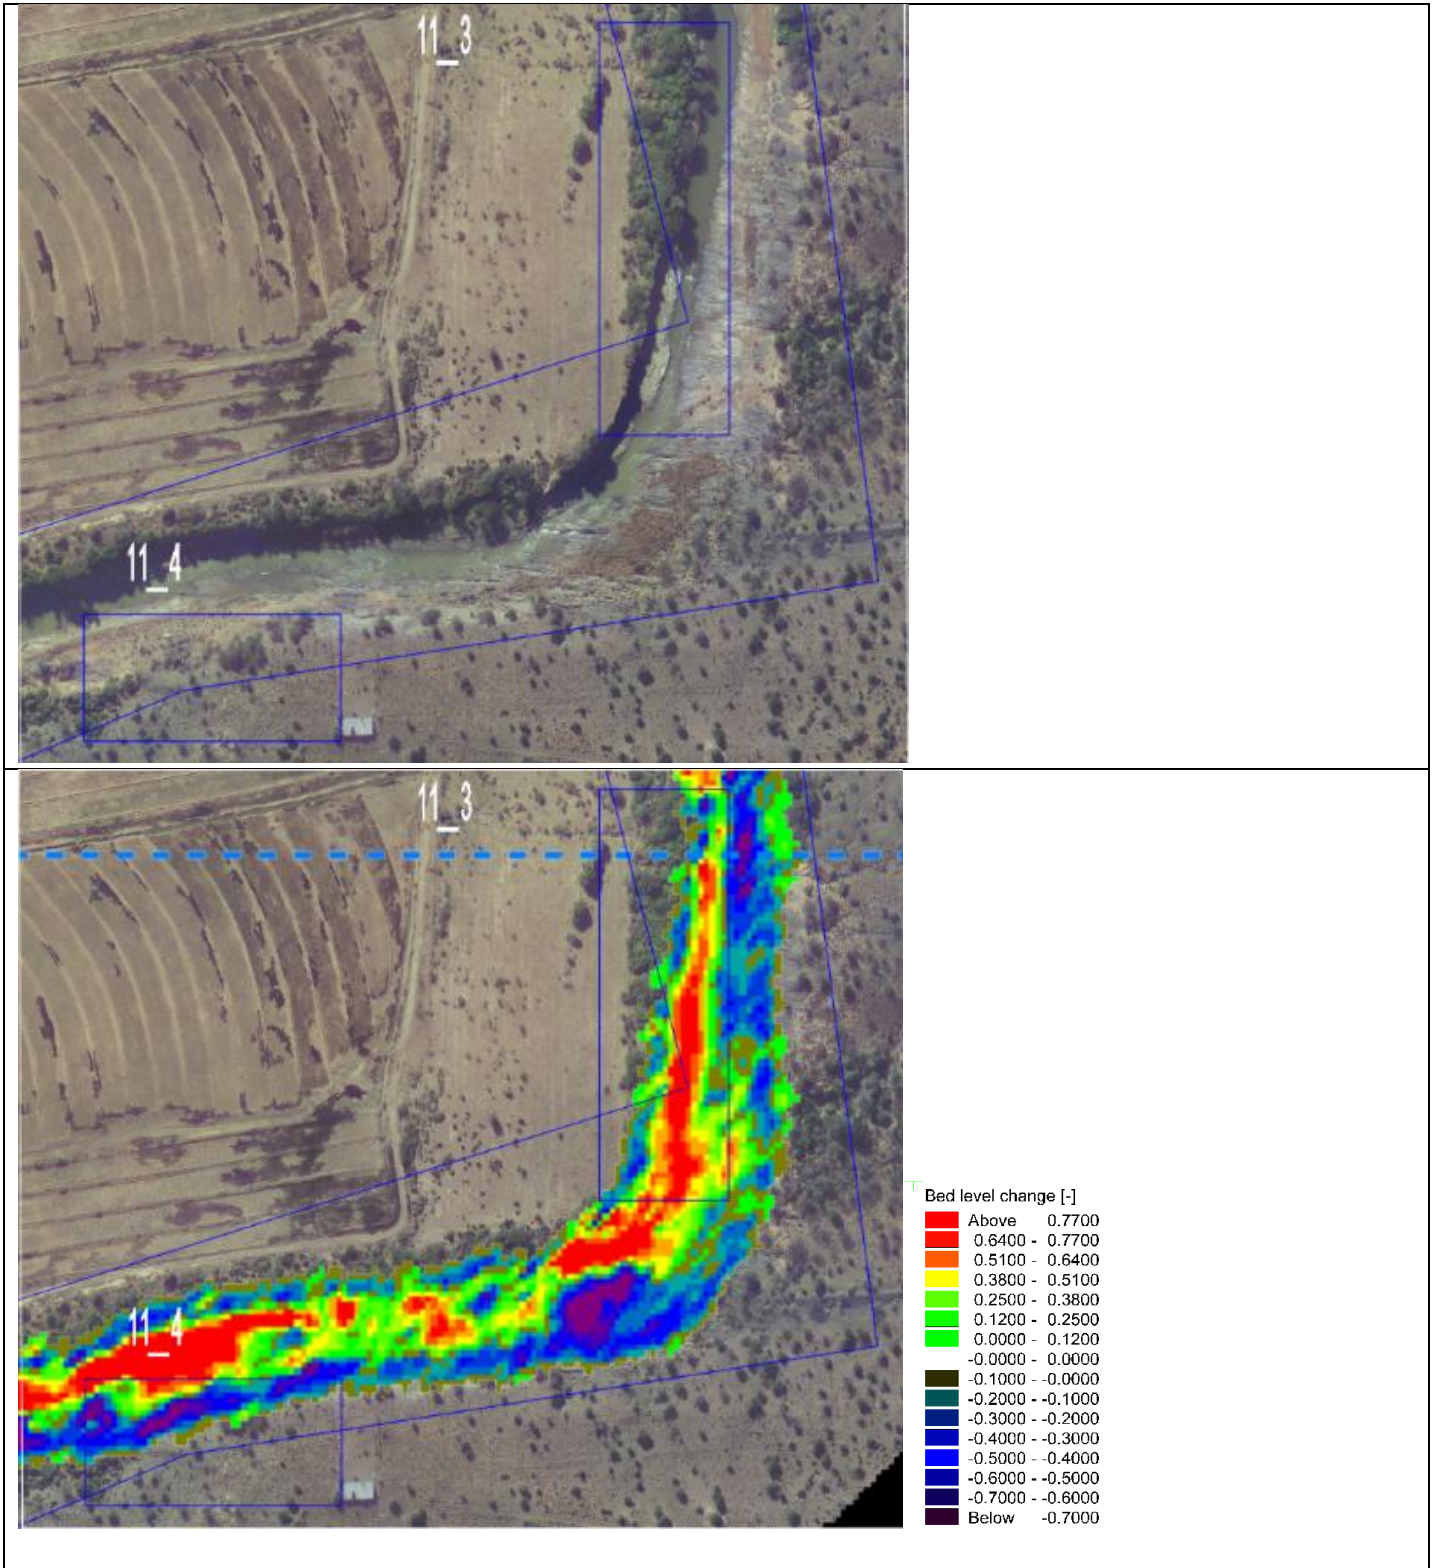 11_3
11_4
11_3
11_4
Bed level change [-]
Above 0.7700
0.6400 - 0.7700
0.5100 - 0.6400
0.3800 - 0.5100
0.2500 - 0.3800
0.1200 - 0.2500
0.0000 - 0.1200
-0.0000 - 0.0000
-0.1000 - -0.0000
-0.2000 - -0.1000
-0.3000 - -0.2000
-0.4000 - -0.3000
-0.5000 - -0.4000
-0.6000 - -0.5000
-0.7000 - -0.6000
Below -0.7000